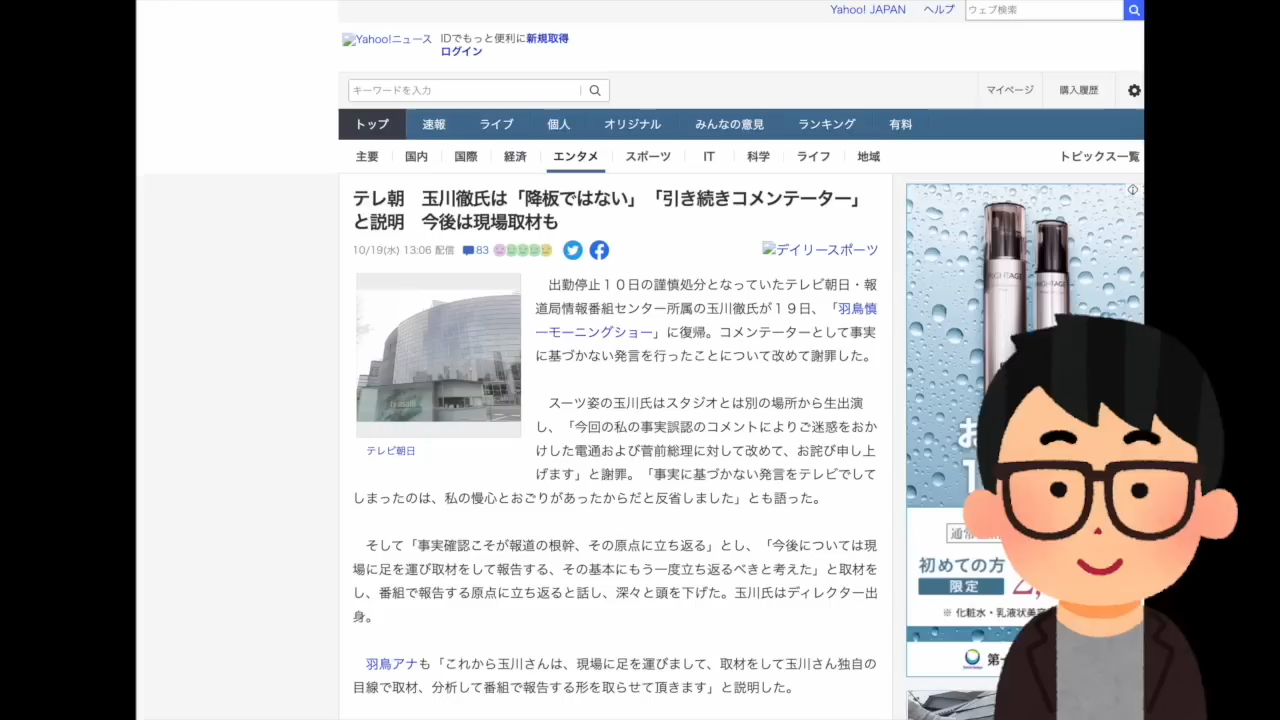 Yahoo! JAPAN ヘルプ ウェブ検索
Yahoo!ニュース IDでもっと便利に新規取得
ログイン
キーワードを入力 マイページ 購入履歴
トップ 速報 ライブ 個人 オリジナル みんなの意見 ランキング 有料
主要 国内 国際 経済 エンタメ スポーツ IT 科学 ライフ 地域 トピックス一覧
テレ朝　玉川徹氏は「降板ではない」「引き続きコメンテーター」
と説明　今後は現場取材も
10/19(水) 13:06 配信 83 デイリースポーツ
出勤停止１０日の謹慎処分となっていたテレビ朝日・報
道局情報番組センター所属の玉川徹氏が１９日、「羽鳥慎
一モーニングショー」に復帰。コメンテーターとして事実
に基づかない発言を行ったことについて改めて謝罪した。
スーツ姿の玉川氏はスタジオとは別の場所から生出演
し、「今回の私の事実誤認のコメントによりご迷惑をおか
けした電通および菅前総理に対して改めて、お詫び申し上
げます」と謝罪。「事実に基づかない発言をテレビでして
しまったのは、私の慢心とおごりがあったからだと反省しました」とも語った。
テレビ朝日
そして「事実確認こそが報道の根幹、その原点に立ち返る」とし、「今後については現
場に足を運び取材をして報告する、その基本にもう一度立ち返るべきと考えた」と取材を
し、番組で報告する原点に立ち返ると話し、深々と頭を下げた。玉川氏はディレクター出
身。
羽鳥アナも「これから玉川さんは、現場に足を運びまして、取材をして玉川さん独自の
目線で取材、分析して番組で報告する形を取らせて頂きます」と説明した。
お
通常
初めての方
限定
※ 化粧水・乳液状美
第